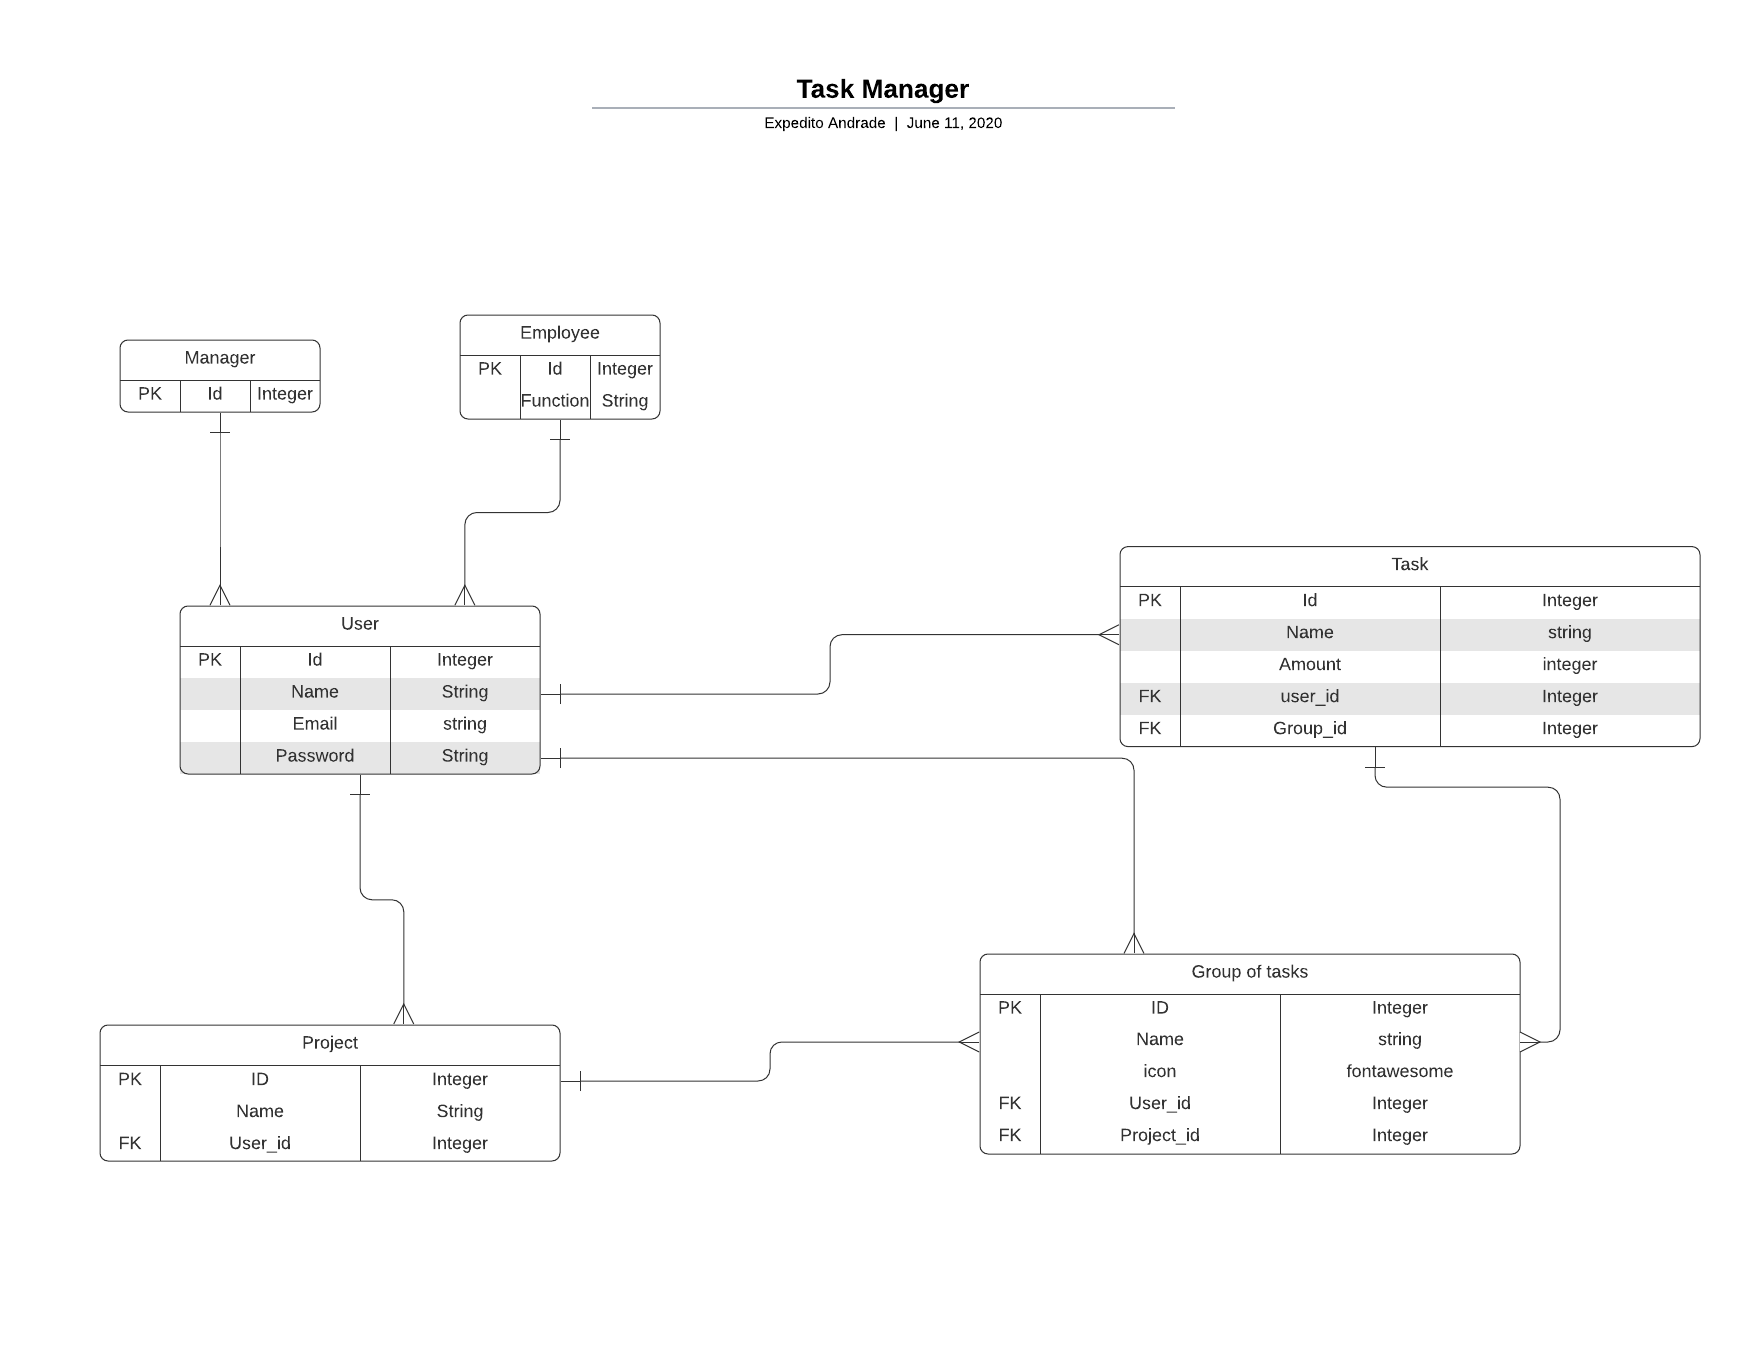 Task Manager
Expedito Andrade | June 11, 2020
Manager
PK Id Integer
Employee
PK Id Integer
Function String
User
PK Id Integer
Name String
Email string
Password String
Task
PK Id Integer
Name string
Amount integer
FK user_id Integer
FK Group_id Integer
Project
PK ID Integer
Name String
FK User_id Integer
Group of tasks
PK ID Integer
Name string
icon fontawesome
FK User_id Integer
FK Project_id Integer